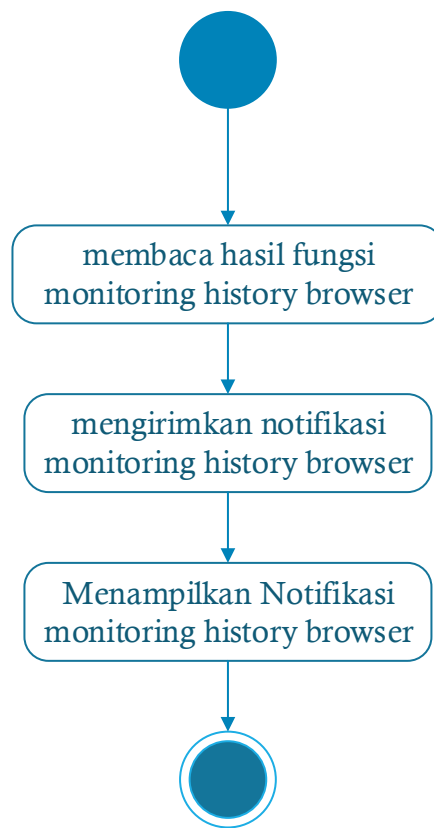 membaca hasil fungsi
monitoring history browser
mengirimkan notifikasi
monitoring history browser
Menampilkan Notifikasi
monitoring history browser